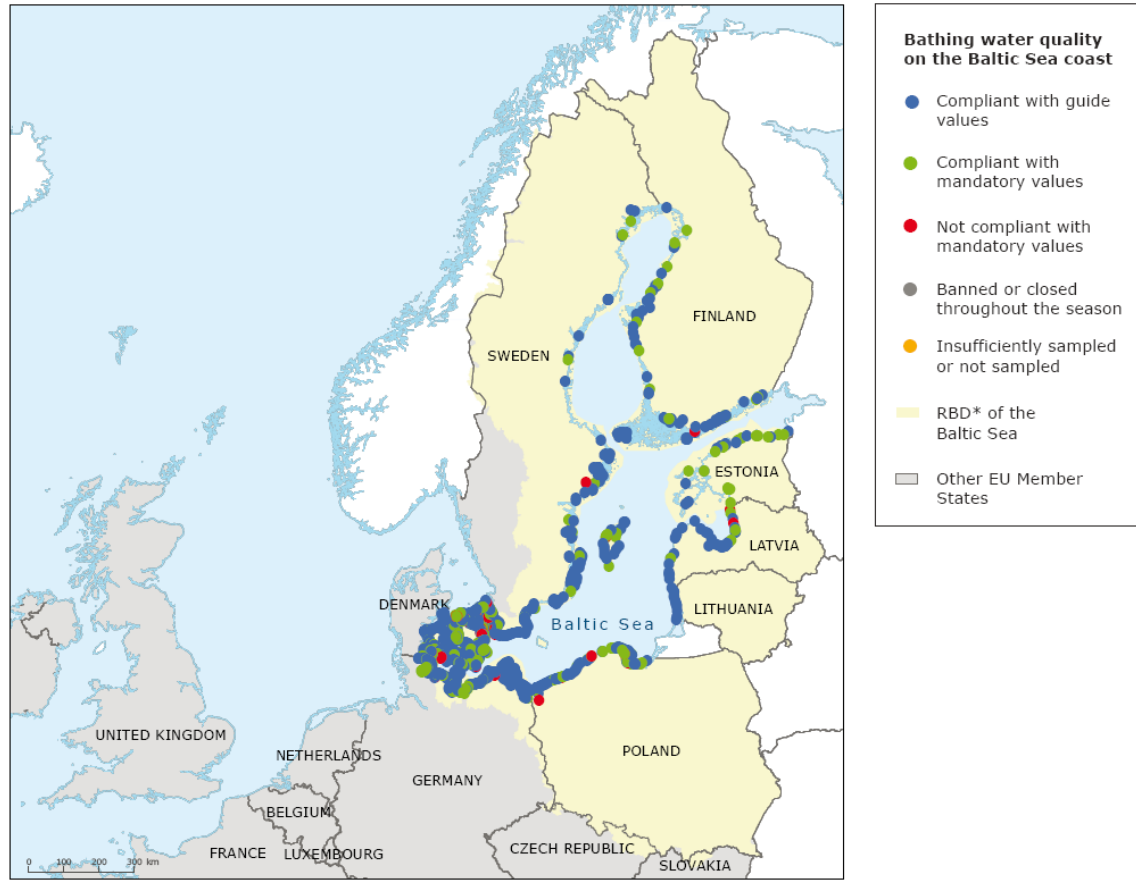 FINLAND
SWEDEN
ESTONIA
LATVIA
DENMARK
LITHUANIA
Baltic Sea
UNITED KINGDOM
NETHERLANDS
POLAND
GERMANY
BELGIUM
FRANCE
LUXEMBOURG
CZECH REPUBLIC
SLOVAKIA
0 100 200 300 km
Bathing water quality
on the Baltic Sea coast
Compliant with guide
values
Compliant with
mandatory values
Not compliant with
mandatory values
Banned or closed
throughout the season
Insufficiently sampled
or not sampled
RBD* of the
Baltic Sea
Other EU Member
States